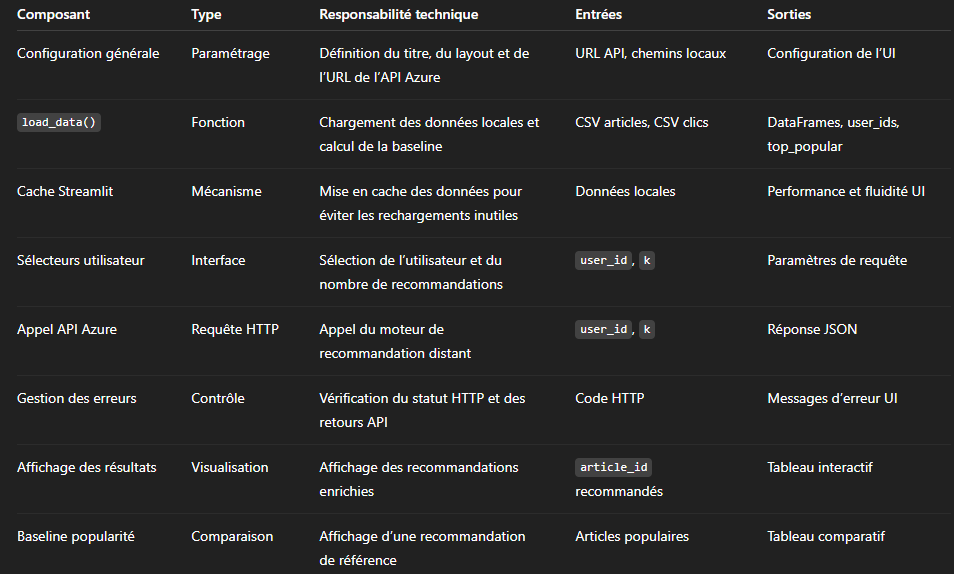 Composant Type Responsabilité technique Entrées Sorties
Configuration générale Paramétrage Définition du titre, du layout et de URL API, chemins locaux Configuration de l’UI
l’URL de l’API Azure
load_data() Fonction Chargement des données locales et CSV articles, CSV clics DataFrames, user_ids,
calcul de la baseline top_popular
Cache Streamlit Mécanisme Mise en cache des données pour Données locales Performance et fluidité UI
éviter les rechargements inutiles
Sélecteurs utilisateur Interface Sélection de l’utilisateur et du user_id, k Paramètres de requête
nombre de recommandations
Appel API Azure Requête HTTP Appel du moteur de user_id, k Réponse JSON
recommandation distant
Gestion des erreurs Contrôle Vérification du statut HTTP et des Code HTTP Messages d’erreur UI
retours API
Affichage des résultats Visualisation Affichage des recommandations article_id Tableau interactif
enrichies recommandés
Baseline popularité Comparaison Affichage d’une recommandation Articles populaires Tableau comparatif
de référence